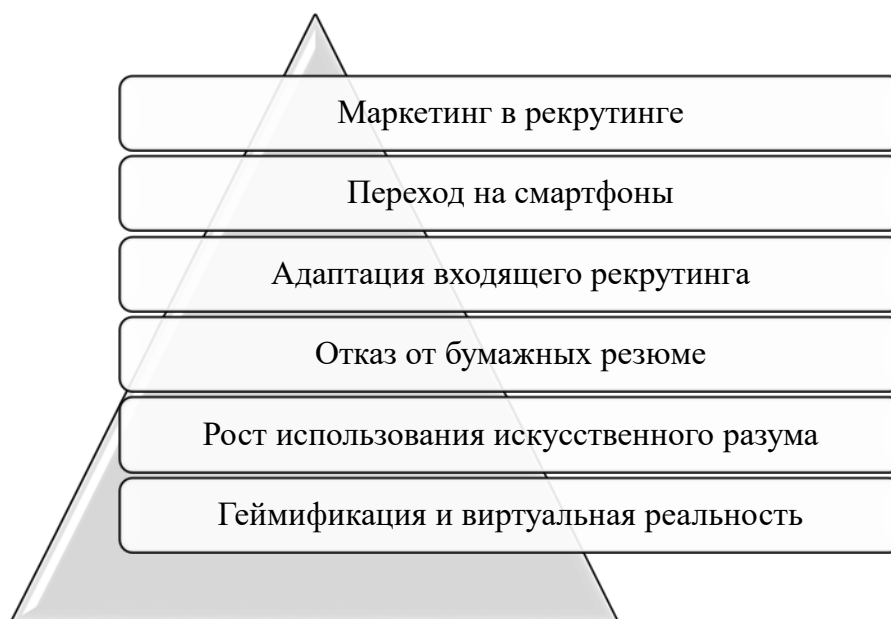 Маркетинг в рекрутинге
Переход на смартфоны
Адаптация входящего рекрутинга
Отказ от бумажных резюме
Рост использования искусственного разума
Геймификация и виртуальная реальность